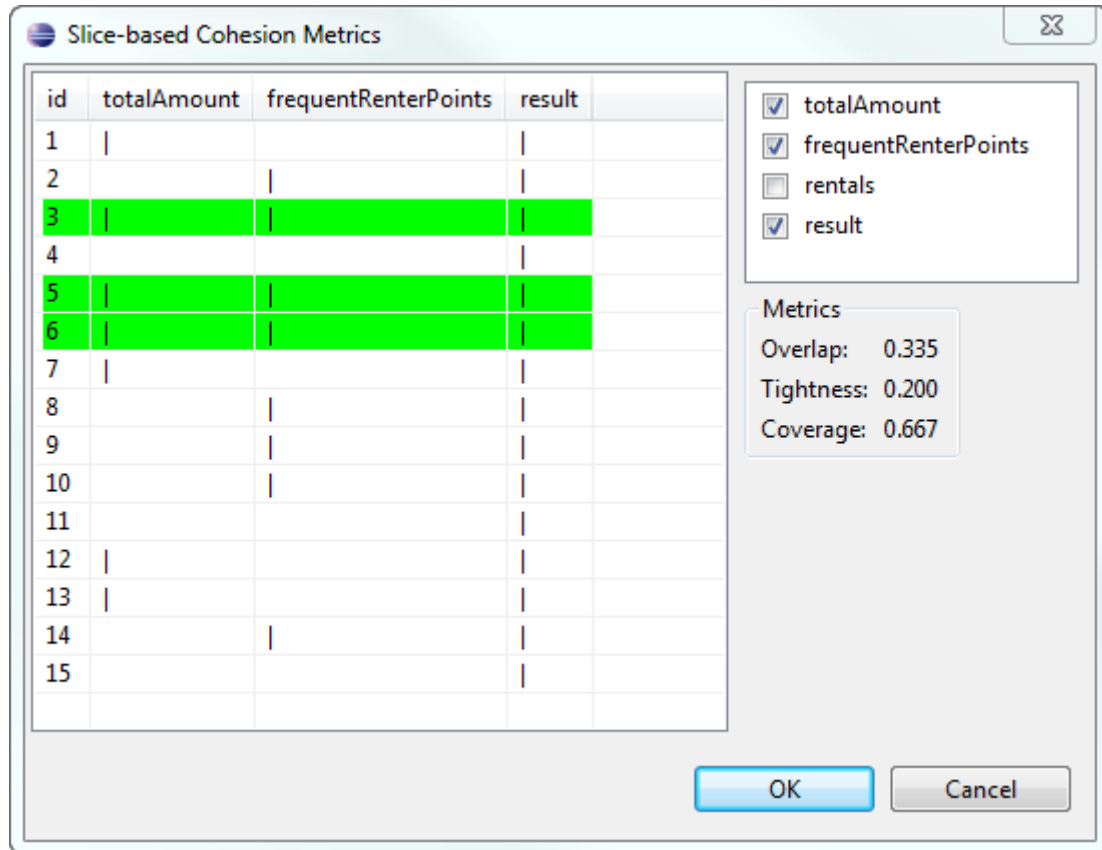 Slice-based Cohesion Metrics
id totalAmount frequentRenterPoints result
1 | |
2 | |
3 | | |
4 |
5 | | |
6 | | |
7 | |
8 | |
9 | |
10 | |
11 |
12 | |
13 | |
14 | |
15 |
totalAmount
frequentRenterPoints
rentals
result
Metrics
Overlap: 0.335
Tightness: 0.200
Coverage: 0.667
OK Cancel